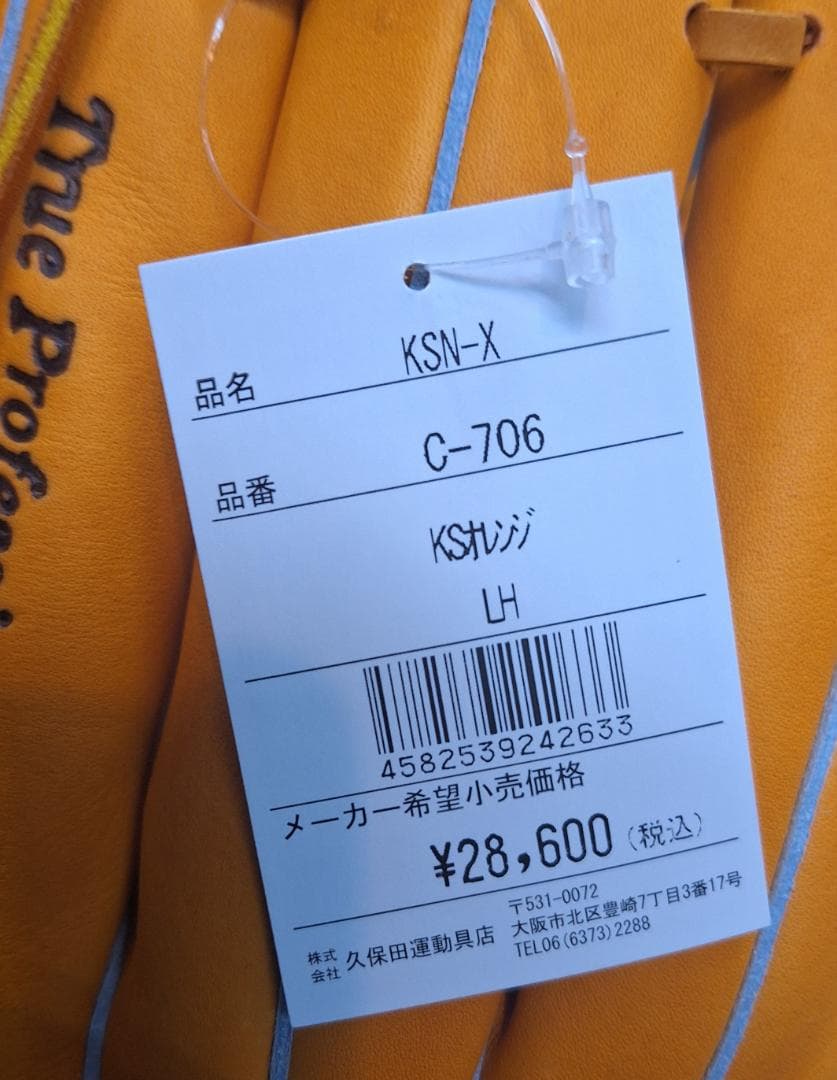 True Profess
品名 KSN-X
品番 C-706
KSオレンジ
LH
4582539242633
メーカー希望小売価格
¥28,600(税込)
株式会社 久保田運動具店
〒531-0072
大阪市北区豊崎7丁目3番17号
TEL06(6373)2288